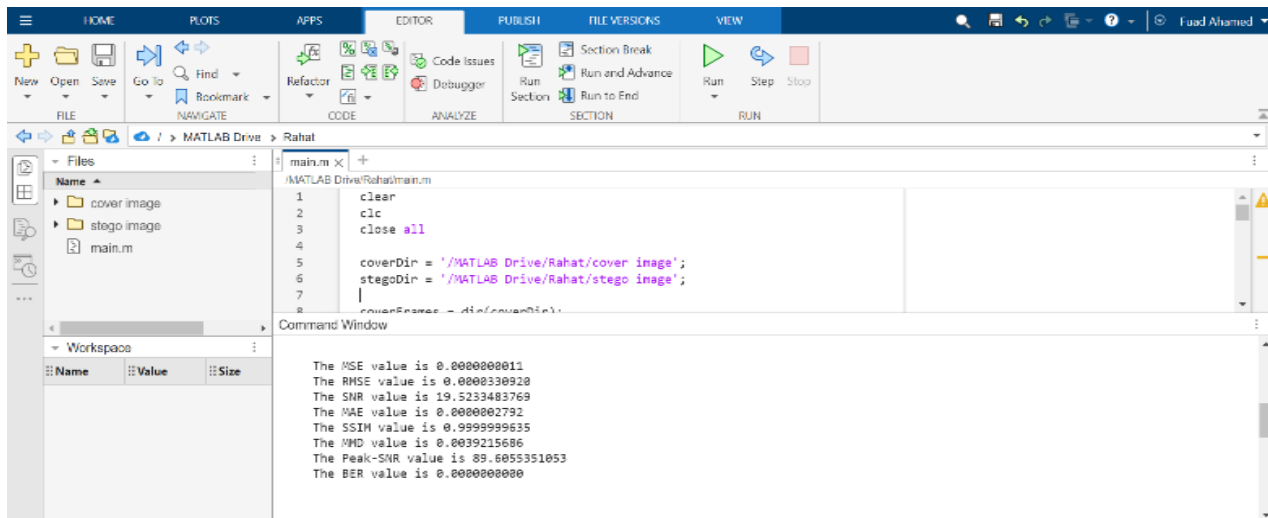 HOME PLOTS APPS EDITOR PUBLISH FILE VERSIONS VIEW ? Fuad Ahamed
New Open Save Go To Find Bookmark Refactor Code Issues Debugger Run Section Section Break Run and Advance Run to End Run Step Stop
FILE NAVIGATE CODE ANALYZE SECTION RUN
/ > MATLAB Drive > Rahat
Files
Name
cover image
stego image
main.m
Workspace
Name Value Size
main.m × +
/MATLAB Drive/Rahat/main.m
1 clear
2 clc
3 close all
4
5 coverDir = '/MATLAB Drive/Rahat/cover image';
6 stegoDir = '/MATLAB Drive/Rahat/stego image';
7
8 coverFrames = dir(coverDir);
Command Window
The MSE value is 0.0000000011
The RMSE value is 0.0000330920
The SNR value is 19.5233483769
The MAE value is 0.0000002792
The SSIM value is 0.9999999635
The MMD value is 0.0039215686
The Peak-SNR value is 89.6055351053
The BER value is 0.0000000000